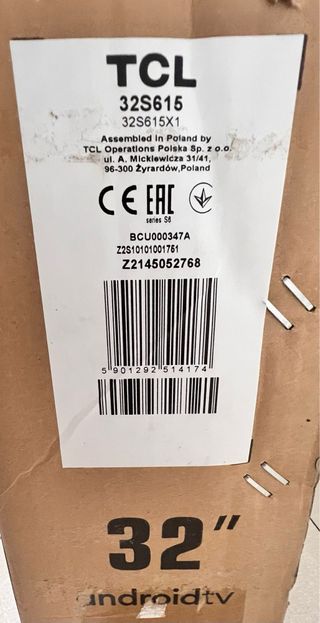 TCL
32S615
32S615X1
Assembled in Poland by
TCL Operations Polska Sp. z o.o.
ul. A. Mickiewicza 31/41,
96-300 Żyrardów,Poland
CE EAC
series S6
BCU000347A
Z2S10101001751
Z2145052768
5 901292 514174
32"
androidtv